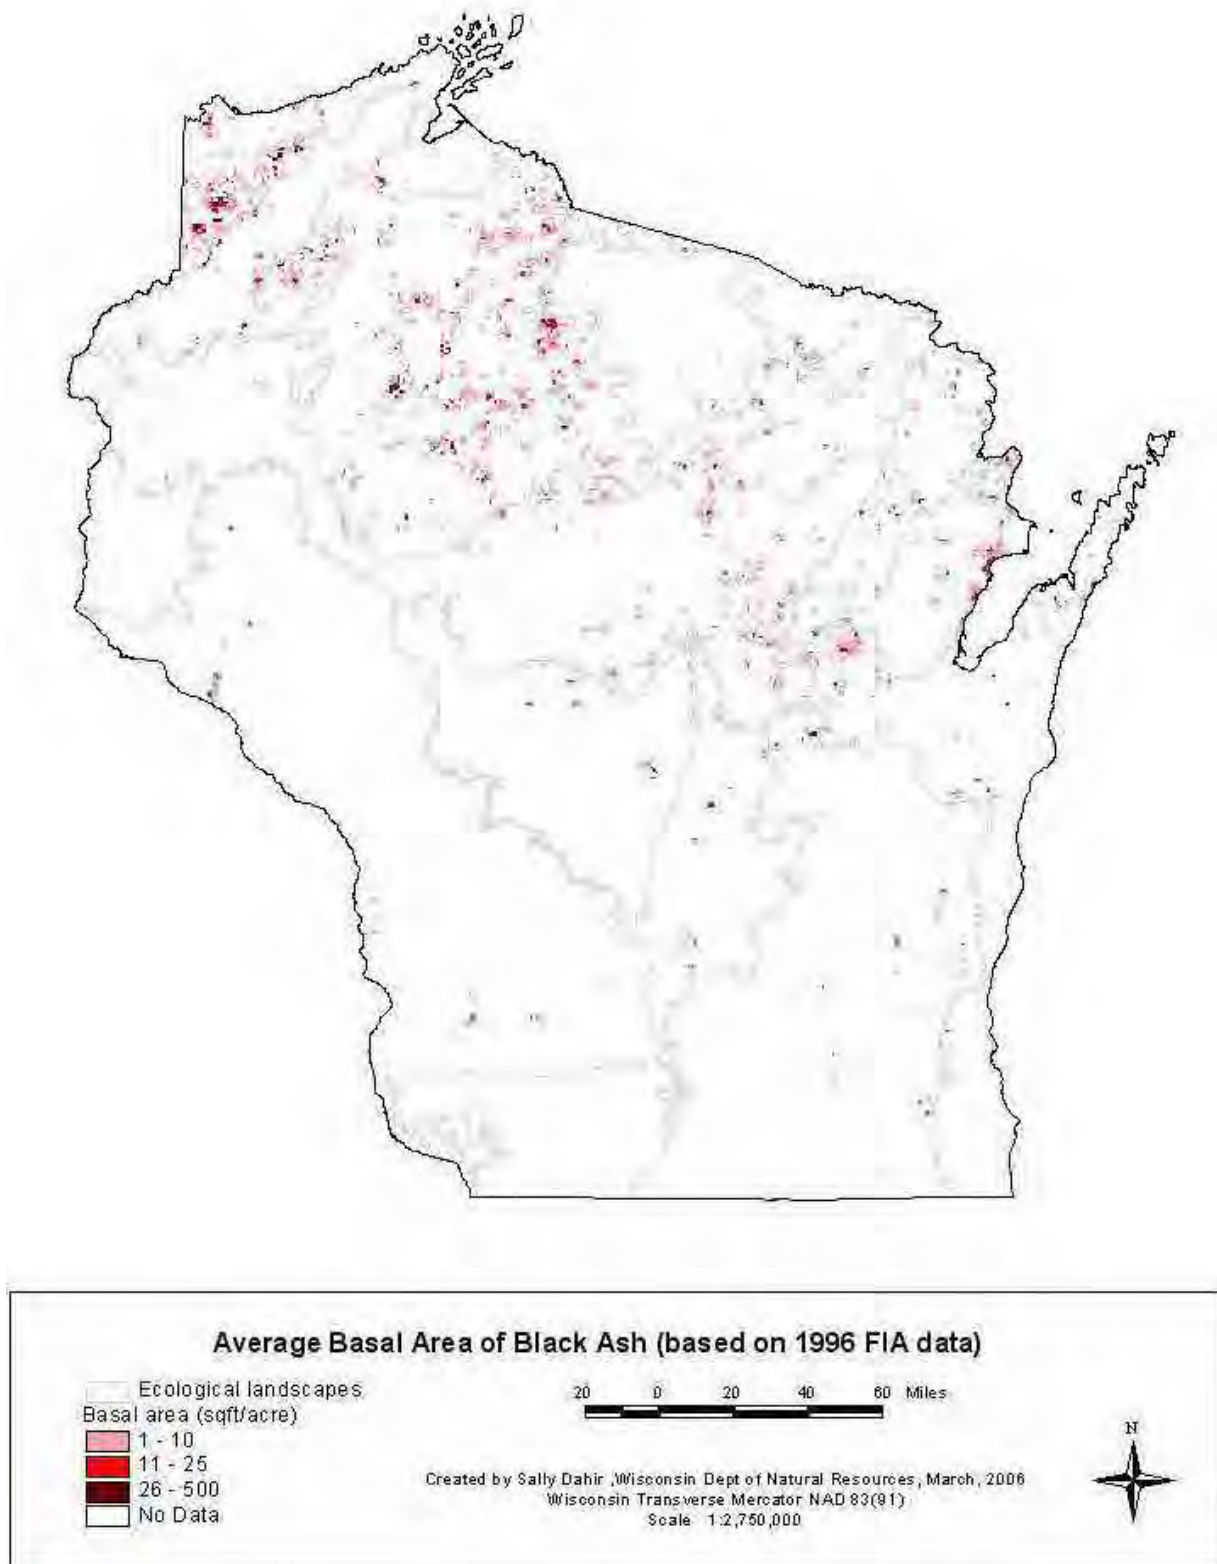 Average Basal Area of Black Ash (based on 1996 FIA data)
Ecological landscapes
Basal area (sqft/acre)
1 - 10
11 - 25
26 - 500
No Data
20 0 20 40 60 Miles
Created by Sally Dahir ,Wisconsin Dept of Natural Resources, March, 2006
Wisconsin Transverse Mercator NAD 83(91)
Scale 1:2,750,000
N